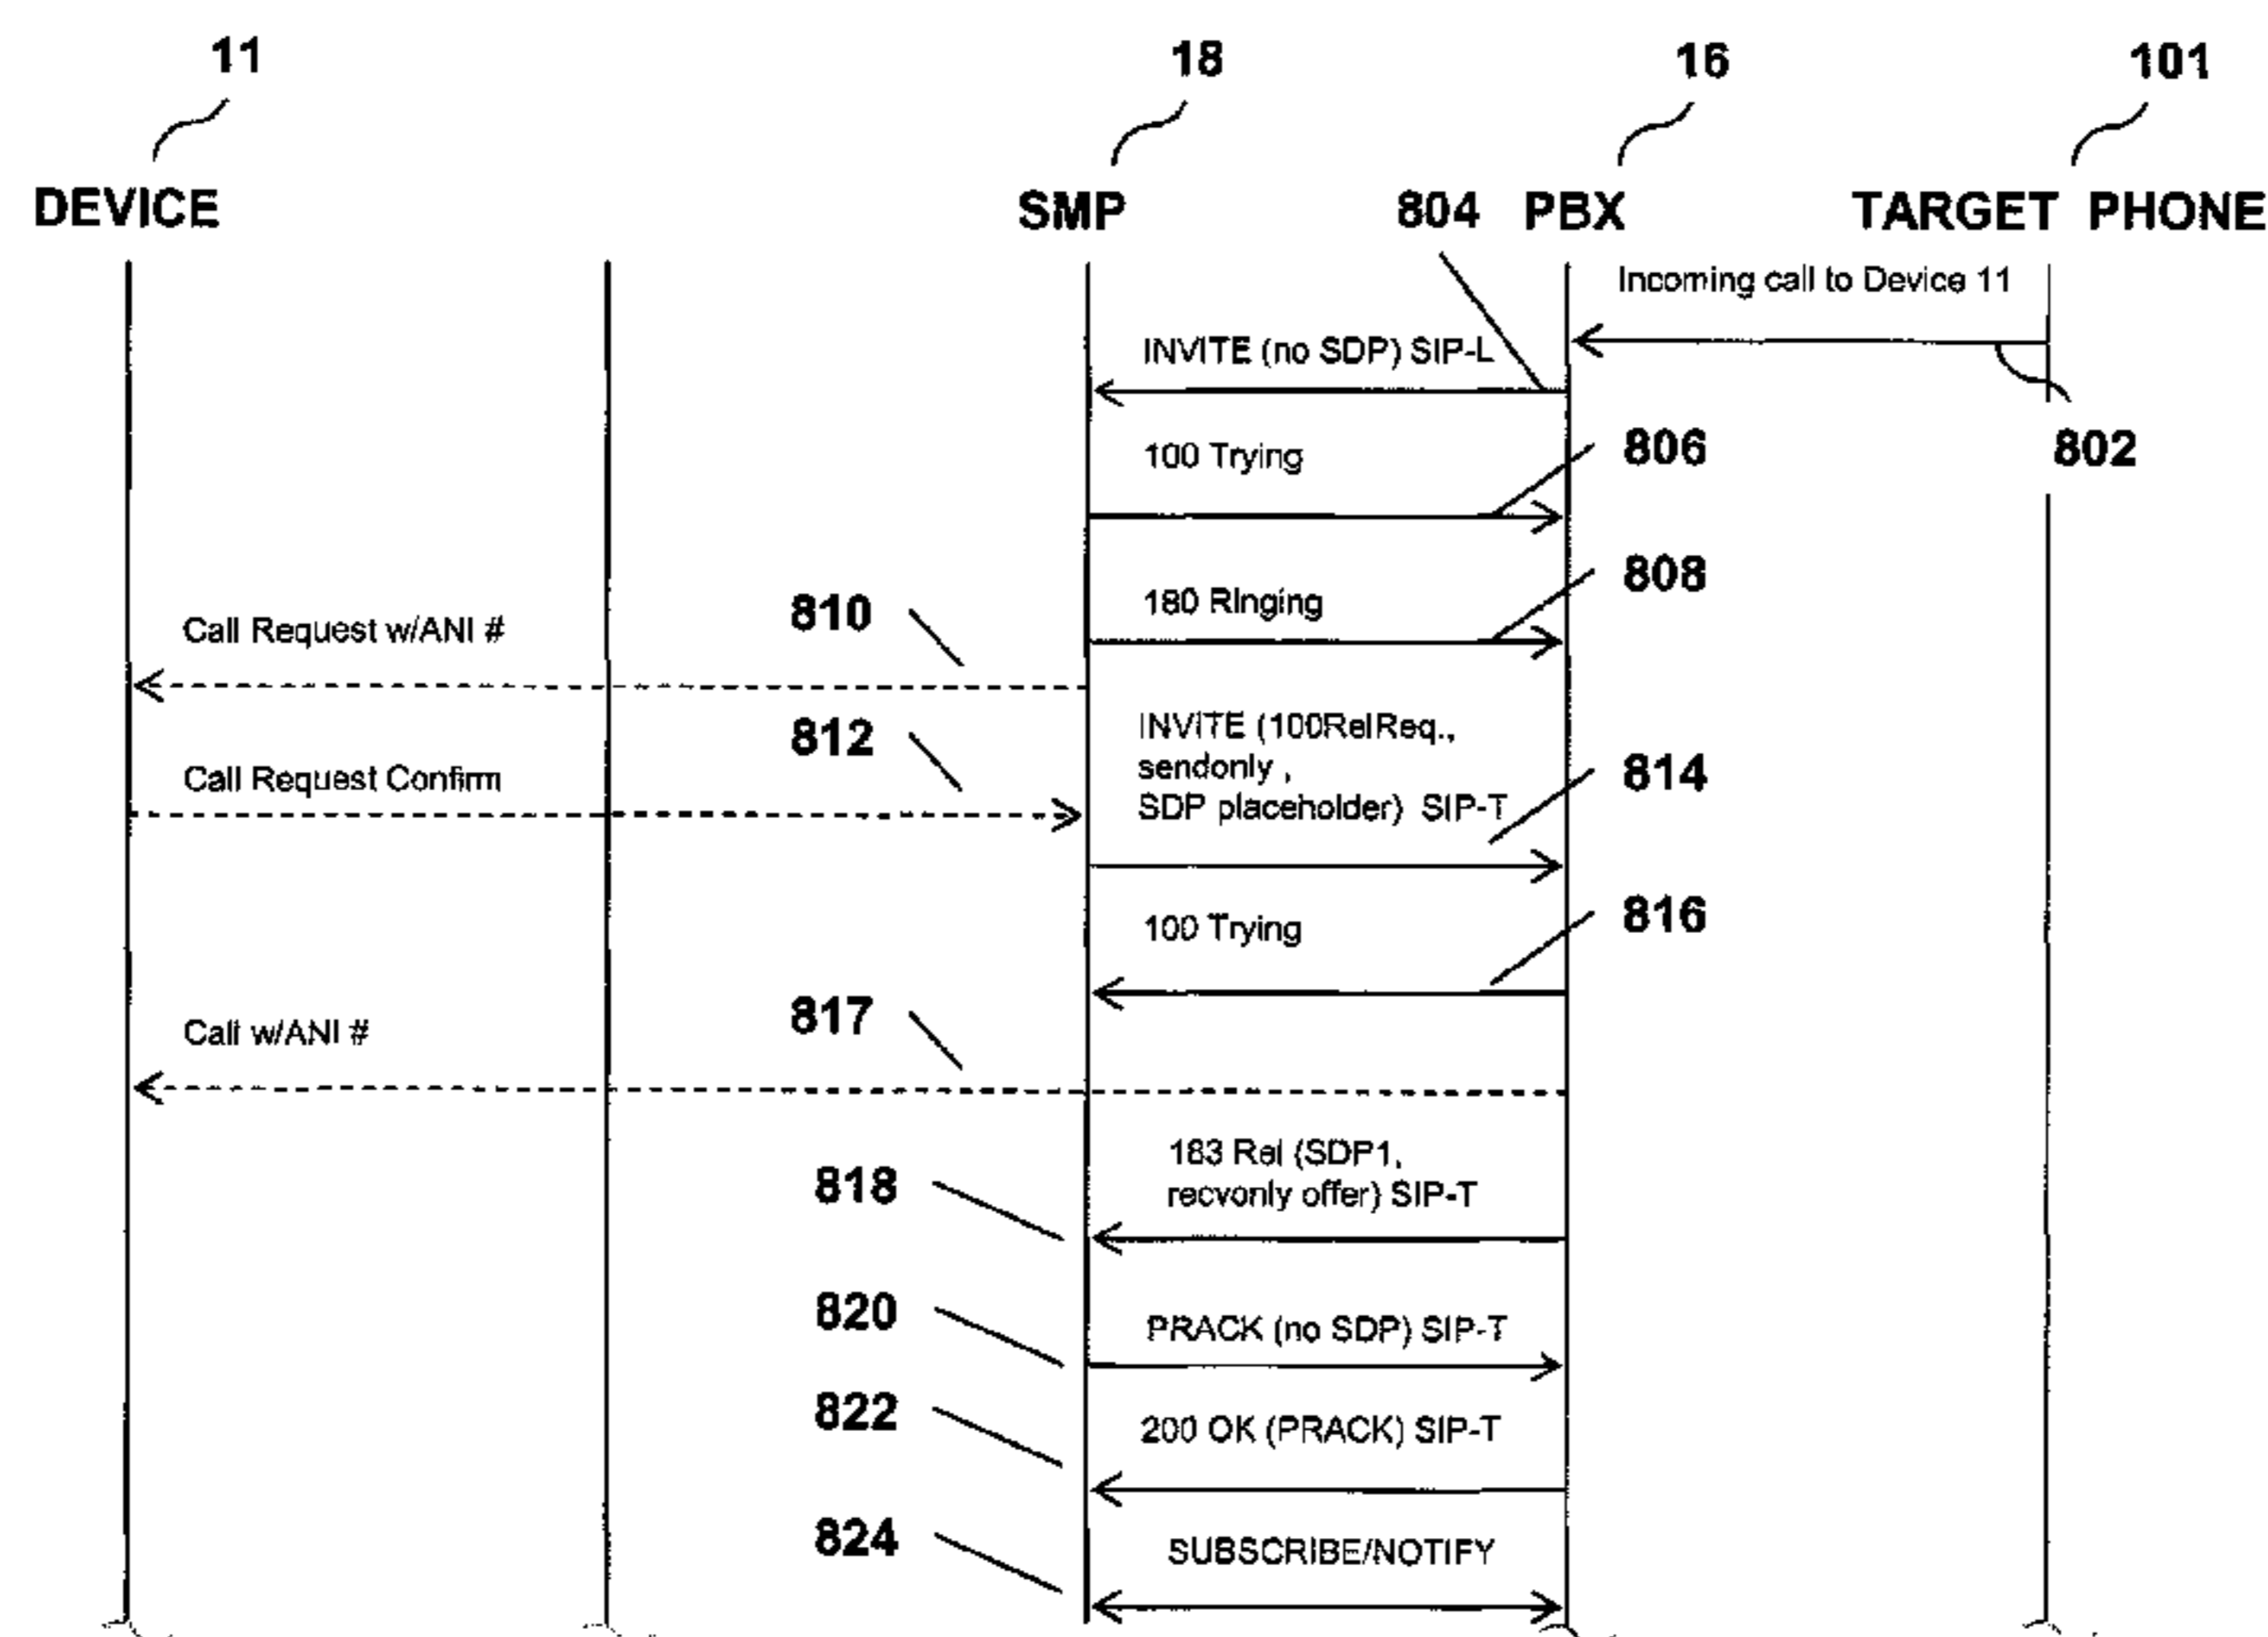 11
18
16
101
DEVICE
SMP
804
PBX
TARGET PHONE
Incoming call to Device 11
INVITE (no SDP) SIP-L
100 Trying
806
802
180 Ringing
808
Call Request w/ANI #
810
812
INVITE (100RelReq.,
sendonly ,
SDP placeholder) SIP-T
814
Call Request Confirm
100 Trying
816
Call w/ANI #
817
183 Rel (SDP1,
recvonly offer) SIP-T
818
820
PRACK (no SDP) SIP-T
822
200 OK (PRACK) SIP-T
824
SUBSCRIBE/NOTIFY